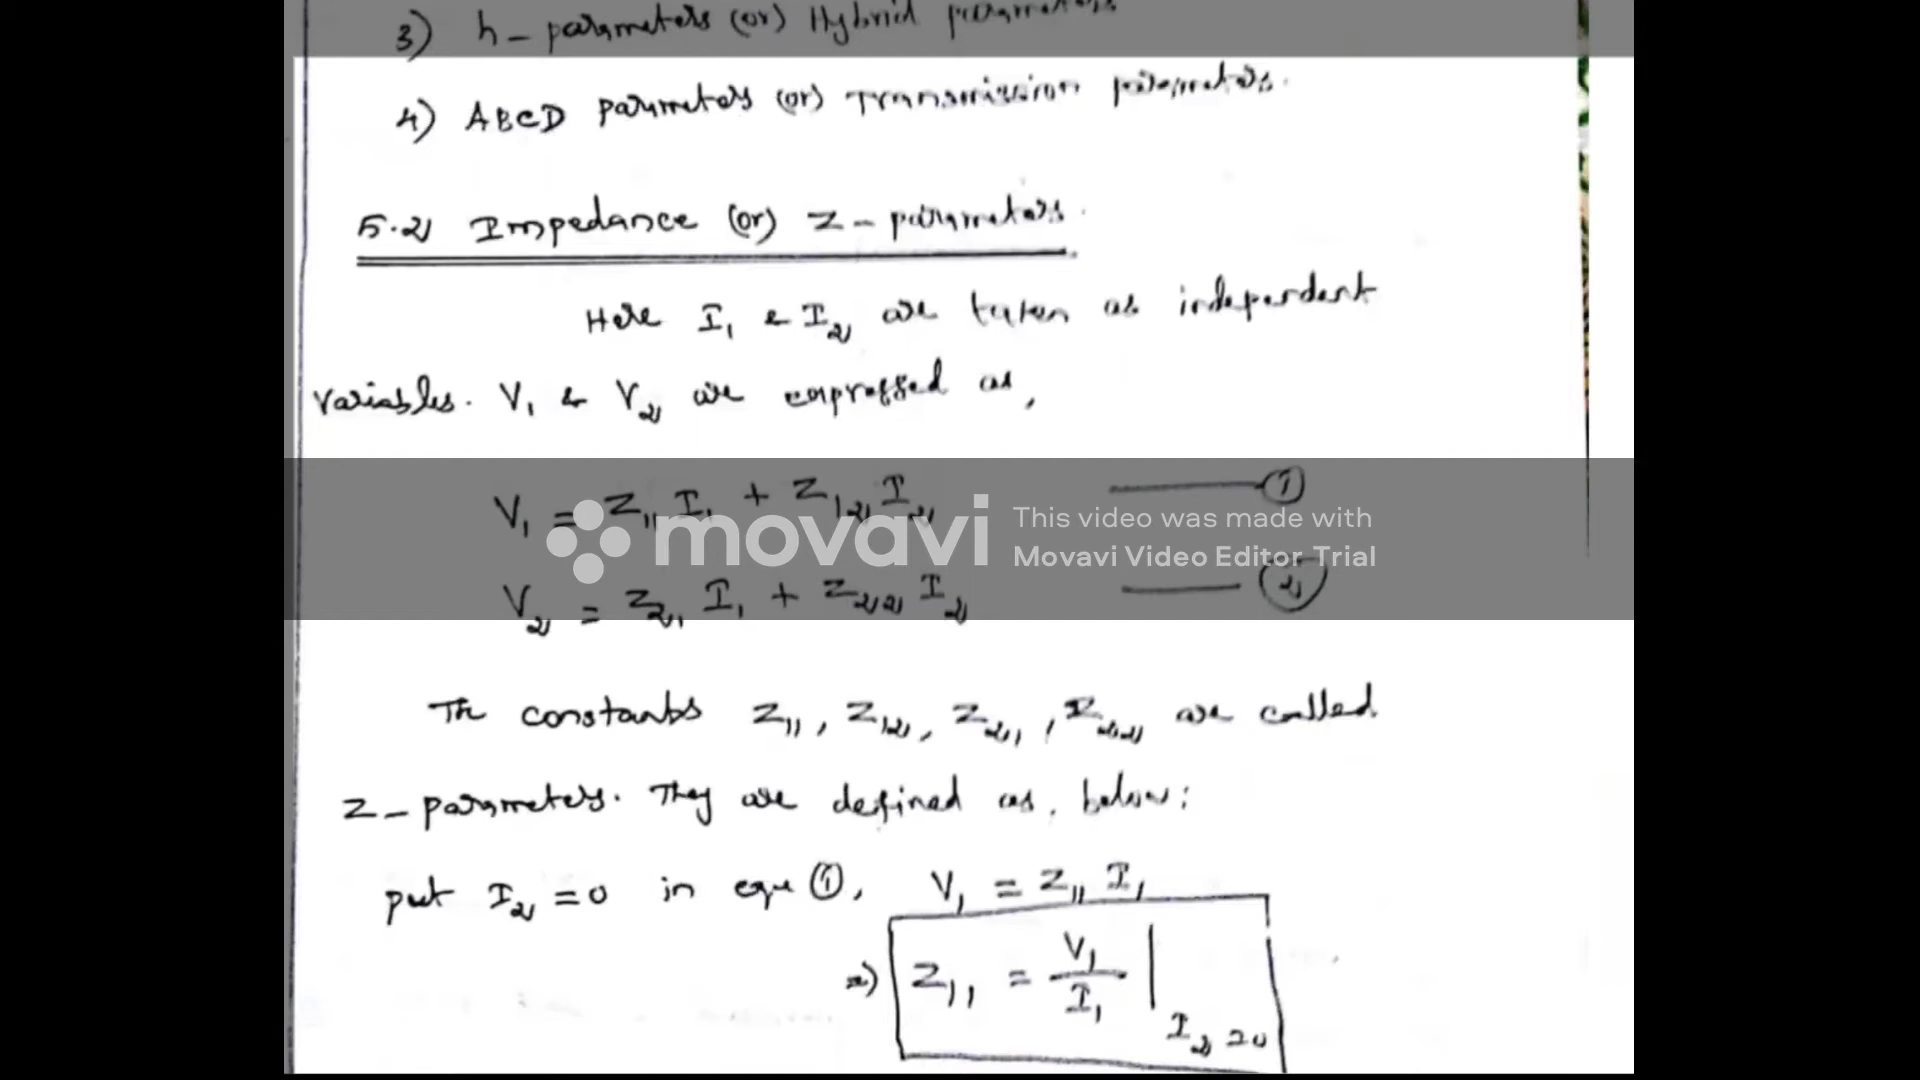 3) h - parameters (or) Hybrid parameters
4) ABCD parameters (or) Transmission parameters.
5.2 Impedance (or) Z - parameters.
Here I₁ & I₂ are taken as independent
variables. V₁ & V₂ are expressed as,
V₁ = Z₁₁ I₁ + Z₁₂ I₂ ——— ①
V₂ = Z₂₁ I₁ + Z₂₂ I₂ ——— ②
movavi
This video was made with
Movavi Video Editor Trial
The constants Z₁₁, Z₁₂, Z₂₁, Z₂₂ are called
Z - parameters. They are defined as below:
put I₂ = 0 in equ ①, V₁ = Z₁₁ I₁
⇒) Z₁₁ = V₁/I₁ | I₂ = 0